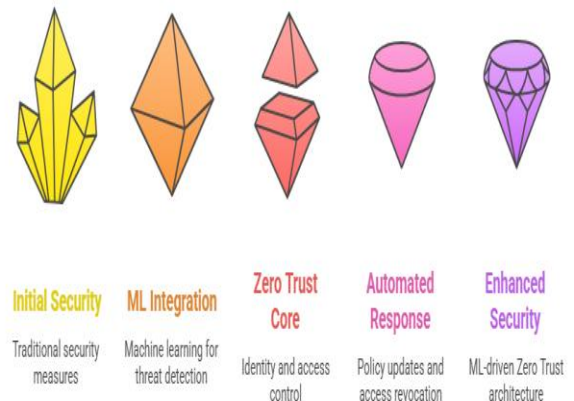 Initial Security
Traditional security
measures
ML Integration
Machine learning for
threat detection
Zero Trust
Core
Identity and access
control
Automated
Response
Policy updates and
access revocation
Enhanced
Security
ML-driven Zero Trust
architecture